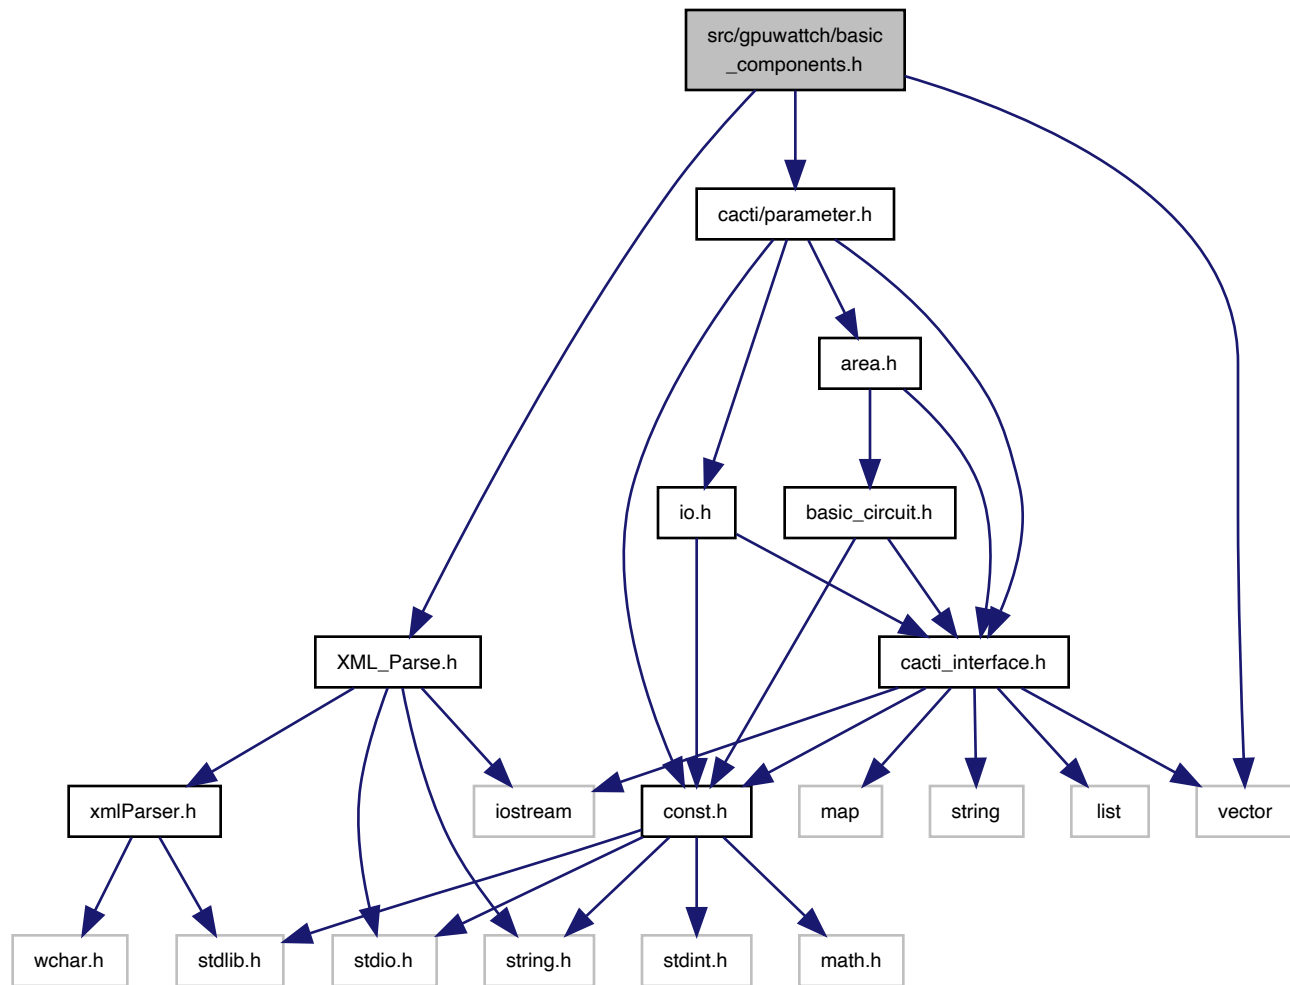 src/gpuwattch/basic
_components.h
cacti/parameter.h
area.h
io.h
basic_circuit.h
XML_Parse.h
cacti_interface.h
xmlParser.h
iostream
const.h
map
string
list
vector
wchar.h
stdlib.h
stdio.h
string.h
stdint.h
math.h